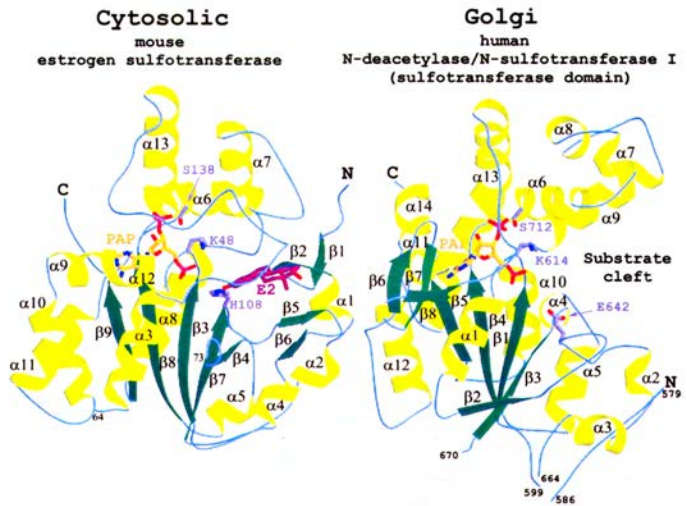 Cytosolic
mouse
estrogen sulfotransferase
α13
α7
S138
C
N
α6
PAP
K48
β2
β1
α9
α12
E2
α10
H108
β5
α1
α8
β3
β9
α3
β6
β8
73
β4
α2
α11
β7
α5
α4
64
Golgi
human
N-deacetylase/N-sulfotransferase I
(sulfotransferase domain)
α8
α7
C
α13
α6
α14
α9
S712
α11
PAP
K614
Substrate
cleft
β6
β7
α10
β5
α4
E642
β8
β4
α1
β1
α12
α5
β3
α2
N
579
β2
α3
670
664
599
586